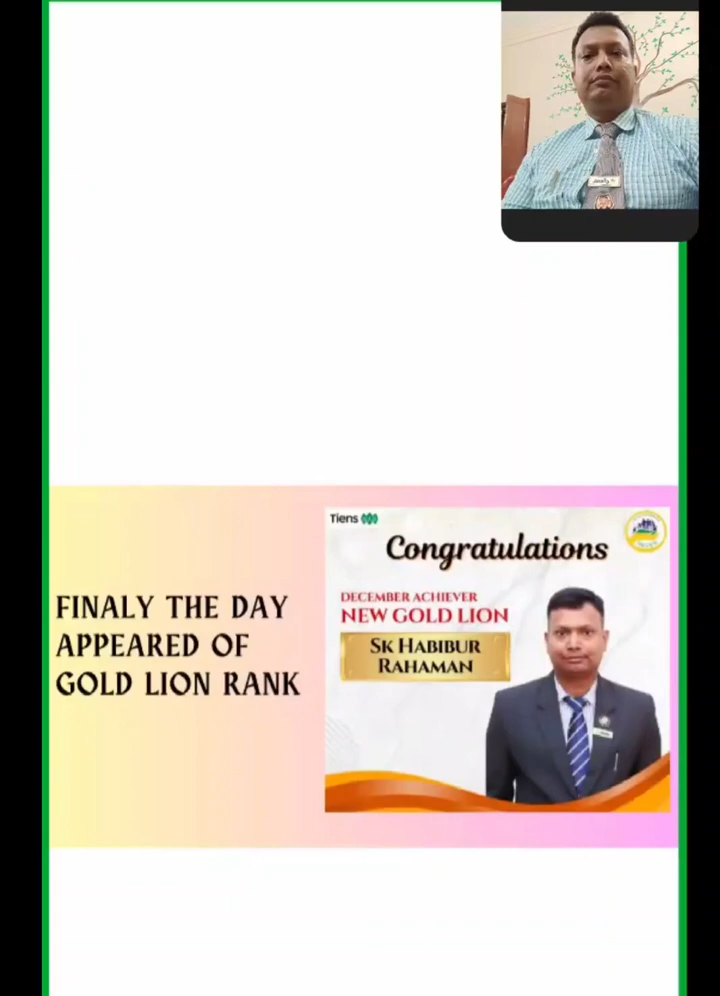 FINALY THE DAY
APPEARED OF
GOLD LION RANK
Tiens
Congratulations
DECEMBER ACHIEVER
NEW GOLD LION
SK HABIBUR
RAHAMAN